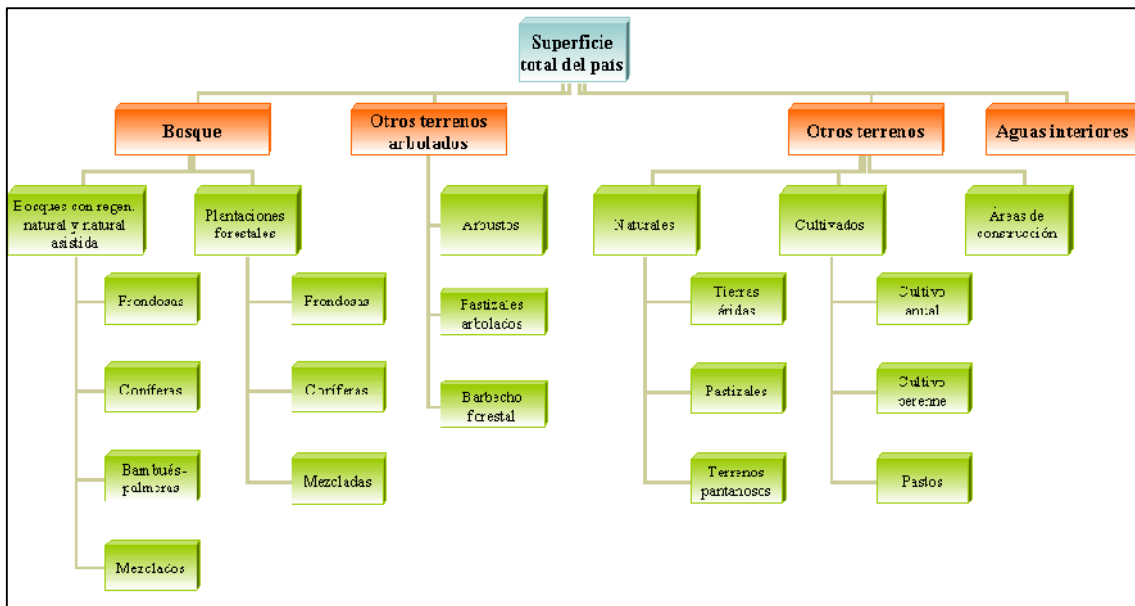 Superficie
total del país
Bosque
Otros terrenos
arbolados
Otros terrenos
Aguas interiores
Bosques con regen.
natural y natural
asistida
Plantaciones
forestales
Arbustos
Naturales
Cultivados
Áreas de
construcción
Frondosas
Frondosas
Pastizales
arbolados
Tierras
áridas
Cultivo
anual
Coníferas
Coníferas
Barbecho
forestal
Pastizales
Cultivo
perenne
Bambués-
palmeras
Mezcladas
Terrenos
pantanosos
Pastos
Mezclados